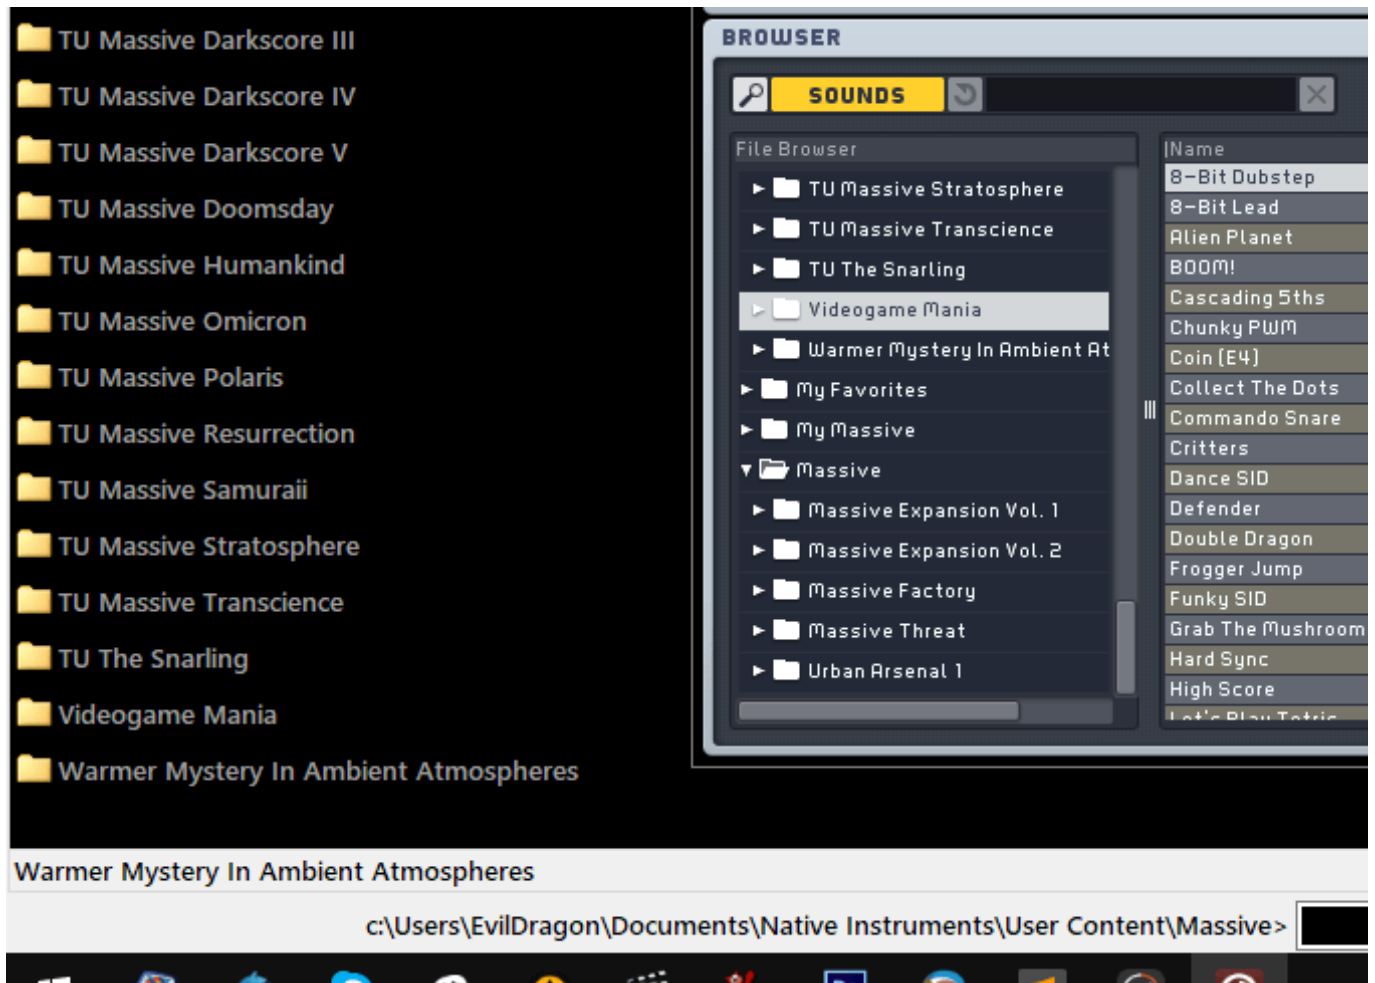 TU Massive Darkscore III
TU Massive Darkscore IV
TU Massive Darkscore V
TU Massive Doomsday
TU Massive Humankind
TU Massive Omicron
TU Massive Polaris
TU Massive Resurrection
TU Massive Samuraii
TU Massive Stratosphere
TU Massive Transcience
TU The Snarling
Videogame Mania
Warmer Mystery In Ambient Atmospheres
BROWSER
SOUNDS
File Browser
TU Massive Stratosphere
TU Massive Transcience
TU The Snarling
Videogame Mania
Warmer Mystery In Ambient At
My Favorites
My Massive
Massive
Massive Expansion Vol. 1
Massive Expansion Vol. 2
Massive Factory
Massive Threat
Urban Arsenal 1
Name
8-Bit Dubstep
8-Bit Lead
Alien Planet
BOOM!
Cascading 5ths
Chunky PWM
Coin (E4)
Collect The Dots
Commando Snare
Critters
Dance SID
Defender
Double Dragon
Frogger Jump
Funky SID
Grab The Mushroom
Hard Sync
High Score
Let's Play Tetris
Warmer Mystery In Ambient Atmospheres
c:\Users\EvilDragon\Documents\Native Instruments\User Content\Massive>